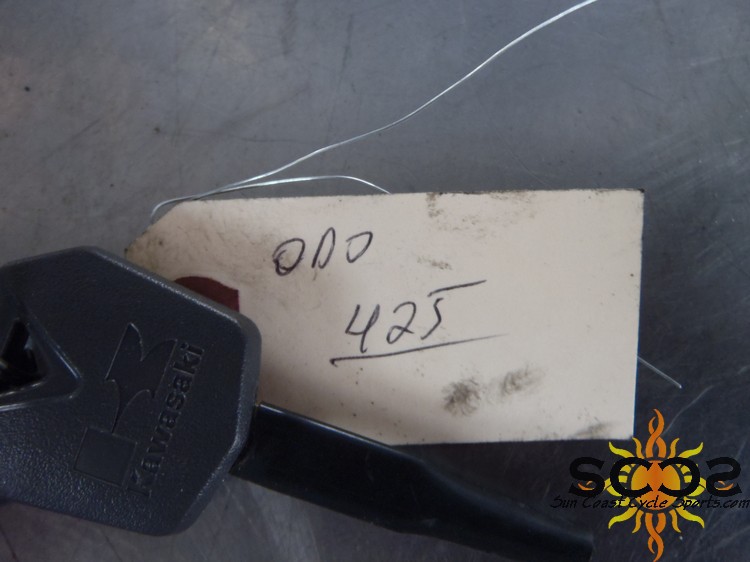 ODO
425
Kawasaki
SCCS
Sun Coast Cycle Sports.com